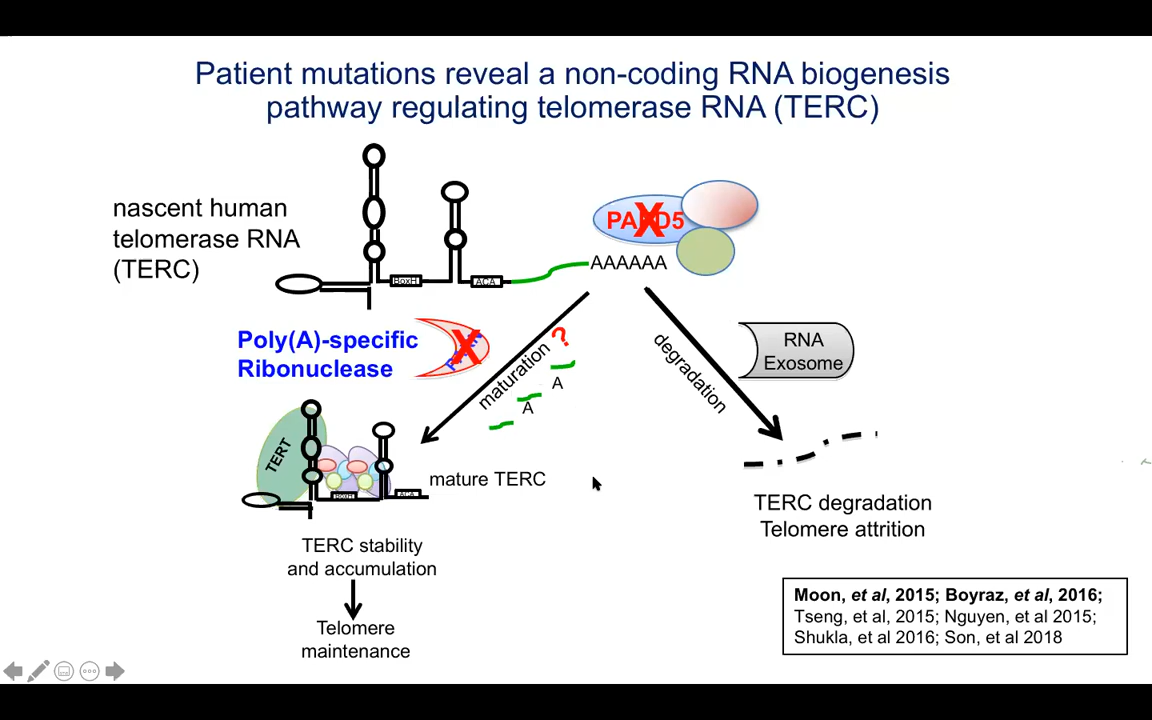 Patient mutations reveal a non-coding RNA biogenesis
pathway regulating telomerase RNA (TERC)
nascent human
telomerase RNA
(TERC)
BoxH
ACA
X
AAAAAA
Poly(A)-specific
Ribonuclease
X
maturation
?
A
A
degradation
RNA
Exosome
TERT
BoxH
ACA
mature TERC
TERC degradation
Telomere attrition
TERC stability
and accumulation
Telomere
maintenance
Moon, et al, 2015; Boyraz, et al, 2016;
Tseng, et al, 2015; Nguyen, et al 2015;
Shukla, et al 2016; Son, et al 2018